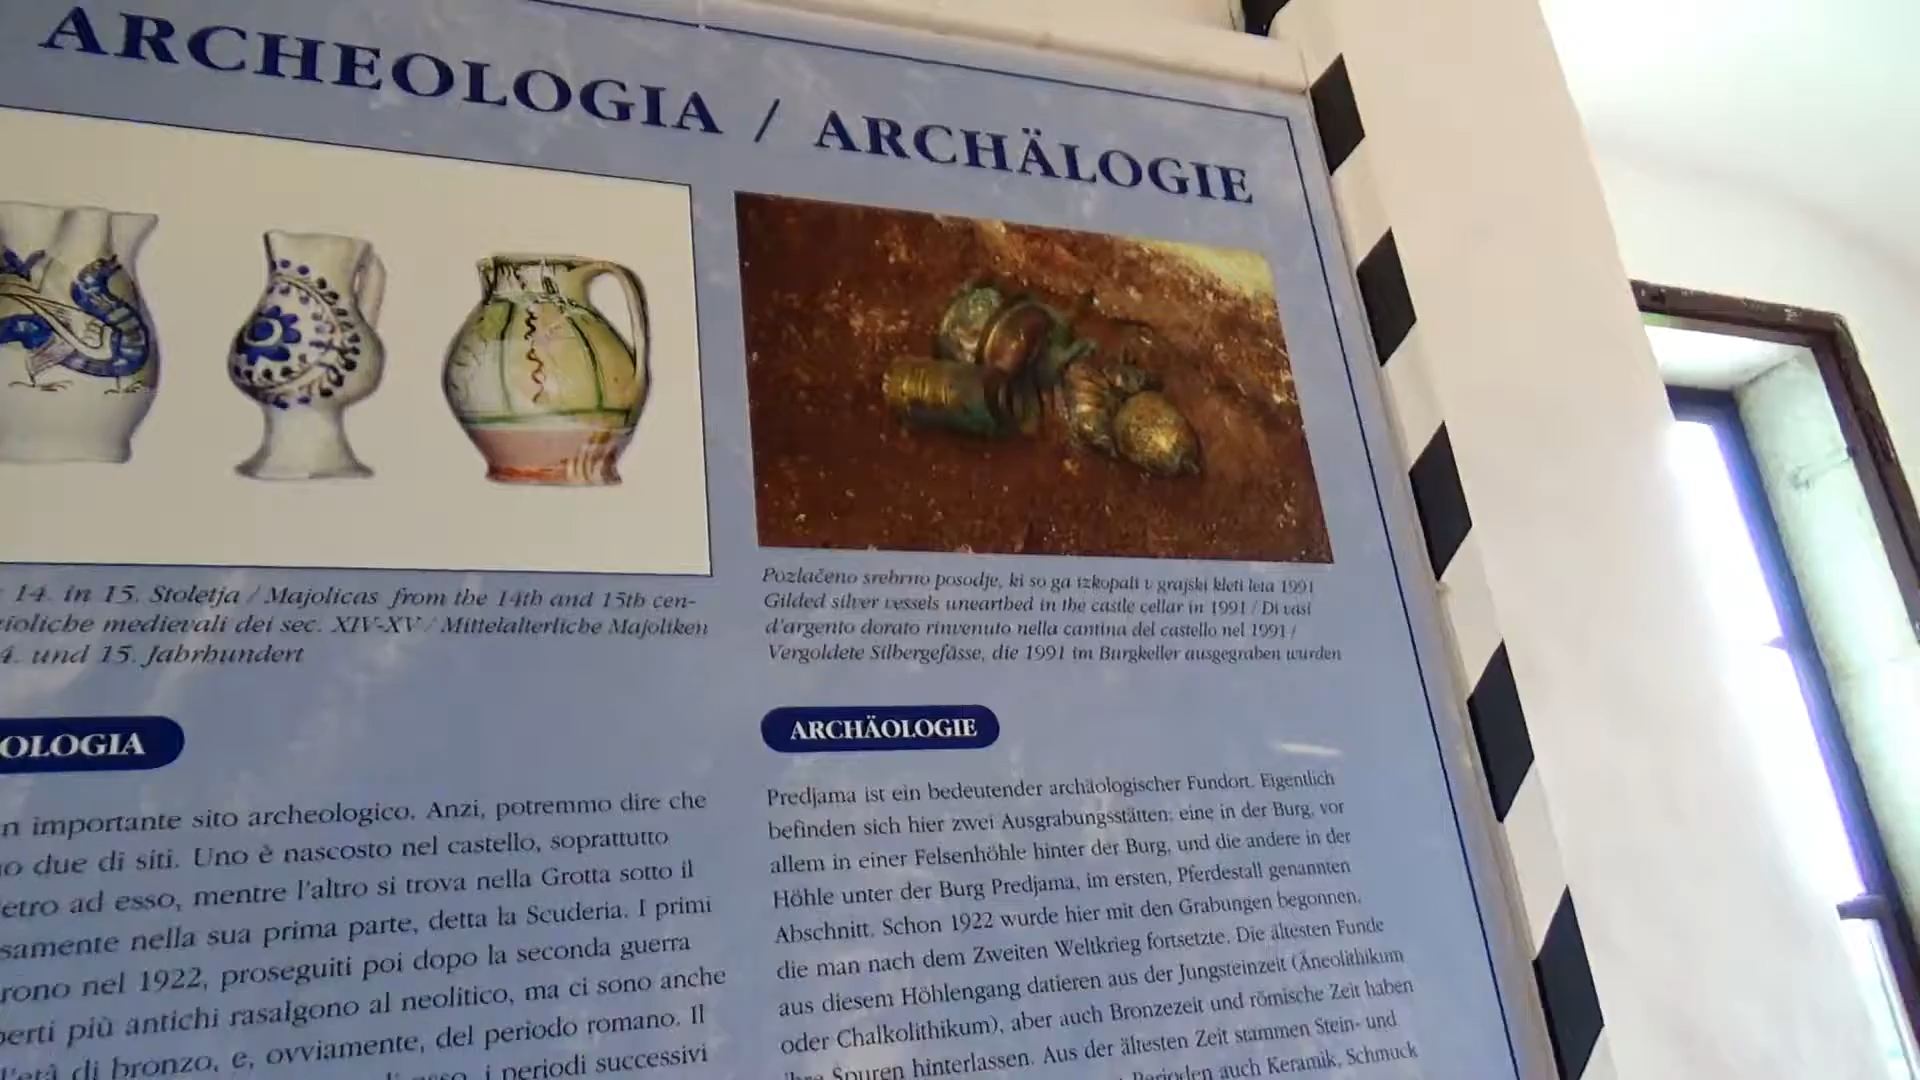 ARCHEOLOGIA / ARCHÄLOGIE
14. in 15. Stoletja / Majolicas from the 14th and 15th cen-
medievali dei sec. XIV-XV / Mittelalterliche Majoliken
4. und 15. Jahrhundert
Pozlačeno srebrno posodje, ki so ga izkopali v grajski kleti leta 1991
Gilded silver vessels unearthed in the castle cellar in 1991 / Di vasi
d'argento dorato rinvenuto nella cantina del castello nel 1991 /
Vergoldete Silbergefässe, die 1991 im Burgkeller ausgegraben wurden
OLOGIA
n importante sito archeologico. Anzi, potremmo dire che
o due di siti. Uno è nascosto nel castello, soprattutto
etro ad esso, mentre l'altro si trova nella Grotta sotto il
samente nella sua prima parte, detta la Scuderia. I primi
rono nel 1922, proseguiti poi dopo la seconda guerra
perti più antichi rasalgono al neolitico, ma ci sono anche
l'età di bronzo, e, ovviamente, del periodo romano. Il
i periodi successivi
ARCHÄOLOGIE
Predjama ist ein bedeutender archäologischer Fundort. Eigentlich
befinden sich hier zwei Ausgrabungsstätten: eine in der Burg, vor
allem in einer Felsenhöhle hinter der Burg, und die andere in der
Höhle unter der Burg Predjama, im ersten, Pferdestall genannten
Abschnitt. Schon 1922 wurde hier mit den Grabungen begonnen,
die man nach dem Zweiten Weltkrieg fortsetzte. Die ältesten Funde
aus diesem Höhlengang datieren aus der Jungsteinzeit (Äneolithikum
oder Chalkolithikum), aber auch Bronzezeit und römische Zeit haben
ihre Spuren hinterlassen. Aus der ältesten Zeit stammen Stein- und
Perioden auch Keramik, Schmuck